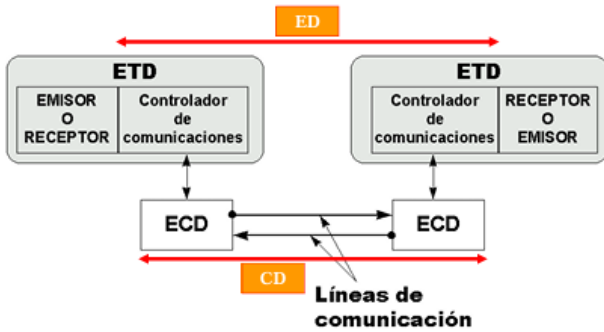 ED
ETD
EMISOR
O
RECEPTOR
Controlador
de
comunicaciones
ETD
Controlador
de
comunicaciones
RECEPTOR
O
EMISOR
ECD
ECD
CD
Líneas de
comunicación